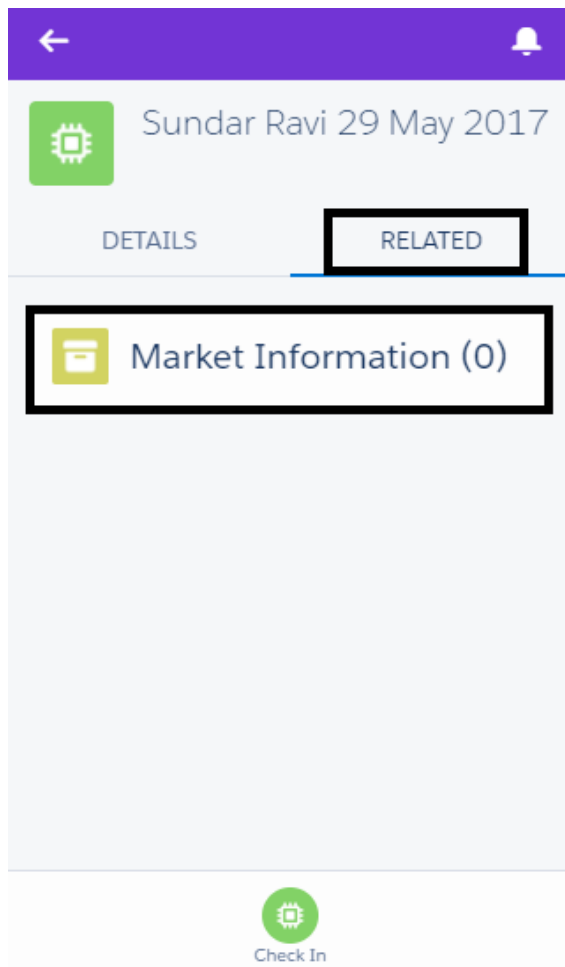 Sundar Ravi 29 May 2017
DETAILS RELATED
Market Information (0)
Check In